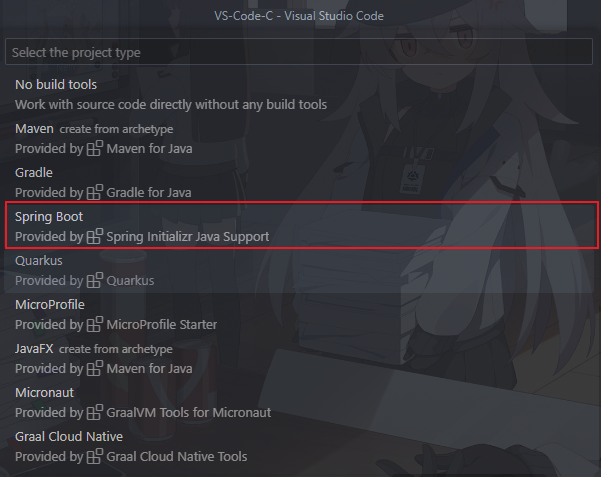 VS-Code-C - Visual Studio Code
Select the project type
No build tools
Work with source code directly without any build tools
Maven create from archetype
Provided by Maven for Java
Gradle
Provided by Gradle for Java
Spring Boot
Provided by Spring Initializr Java Support
Quarkus
Provided by Quarkus
MicroProfile
Provided by MicroProfile Starter
JavaFX create from archetype
Provided by Maven for Java
Micronaut
Provided by GraalVM Tools for Micronaut
Graal Cloud Native
Provided by Graal Cloud Native Tools